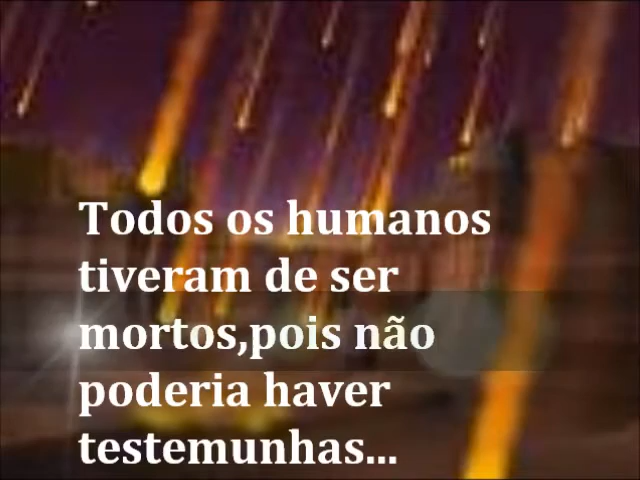 Todos os humanos
tiveram de ser
mortos,pois não
poderia haver
testemunhas...